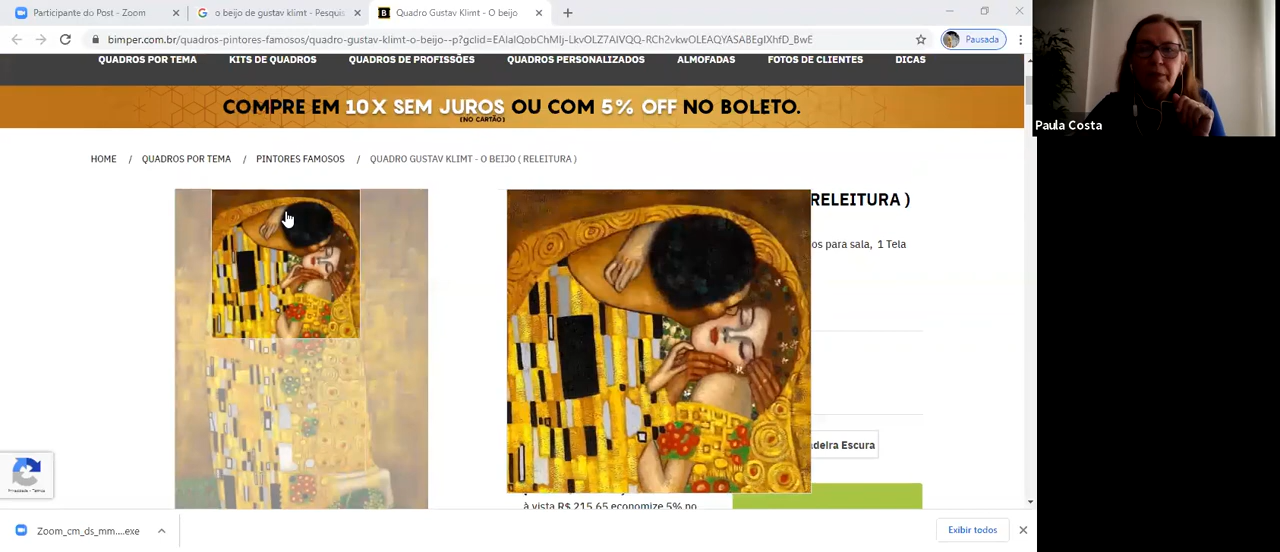 Participante do Post - Zoom
o beijo de gustav klimt - Pesquis
Quadro Gustav Klimt - O beijo
bimper.com.br/quadros-pintores-famosos/quadro-gustav-klimt-o-beijo--p?gclid=EAIaIQobChMIj-LkvOLZ7AIVQQ-RCh2vkwOLEAQYASABEgIXhfD_BwE
Pausada
QUADROS POR TEMA
KITS DE QUADROS
QUADROS DE PROFISSÕES
QUADROS PERSONALIZADOS
ALMOFADAS
FOTOS DE CLIENTES
DICAS
COMPRE EM 10X SEM JUROS OU COM 5% OFF NO BOLETO.
(NO CARTÃO)
HOME / QUADROS POR TEMA / PINTORES FAMOSOS / QUADRO GUSTAV KLIMT - O BEIJO ( RELEITURA )
RELEITURA )
os para sala, 1 Tela
deira Escura
à vista R$ 215,65 economize 5% no
Privacidade - Termos
Zoom_cm_ds_mm....exe
Exibir todos
Paula Costa